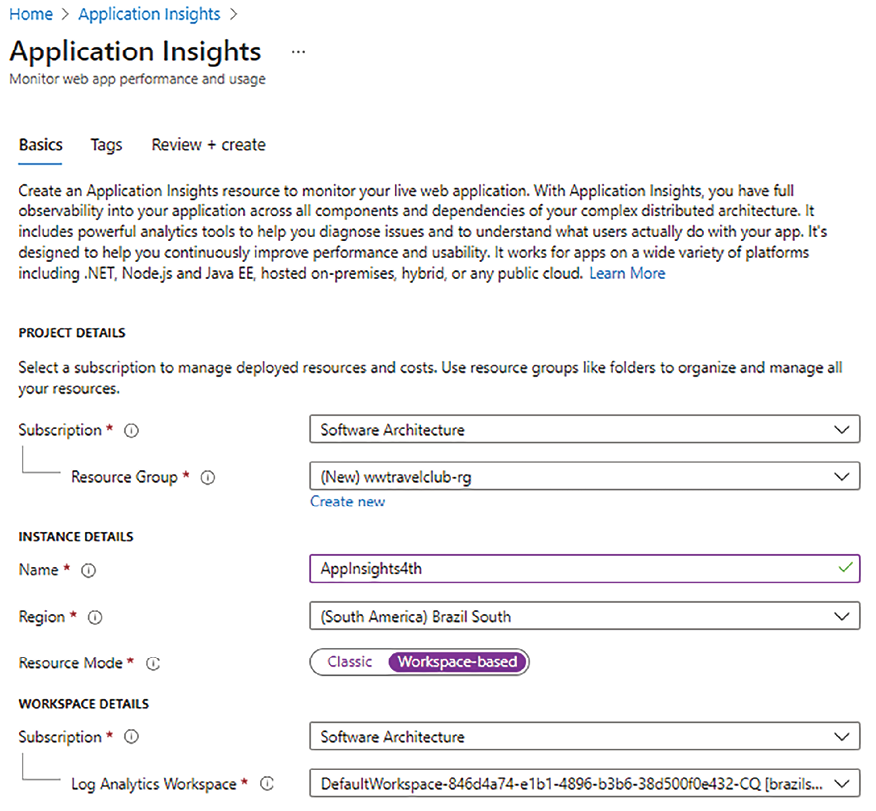 Home > Application Insights >
Application Insights ...
Monitor web app performance and usage
Basics Tags Review + create
Create an Application Insights resource to monitor your live web application. With Application Insights, you have full
observability into your application across all components and dependencies of your complex distributed architecture. It
includes powerful analytics tools to help you diagnose issues and to understand what users actually do with your app. It's
designed to help you continuously improve performance and usability. It works for apps on a wide variety of platforms
including .NET, Node.js and Java EE, hosted on-premises, hybrid, or any public cloud. Learn More
PROJECT DETAILS
Select a subscription to manage deployed resources and costs. Use resource groups like folders to organize and manage all
your resources.
Subscription * Software Architecture
Resource Group * (New) wwtravelclub-rg
Create new
INSTANCE DETAILS
Name * AppInsights4th
Region * (South America) Brazil South
Resource Mode * Classic Workspace-based
WORKSPACE DETAILS
Subscription * Software Architecture
Log Analytics Workspace * DefaultWorkspace-846d4a74-e1b1-4896-b3b6-38d500f0e432-CQ [brazils...